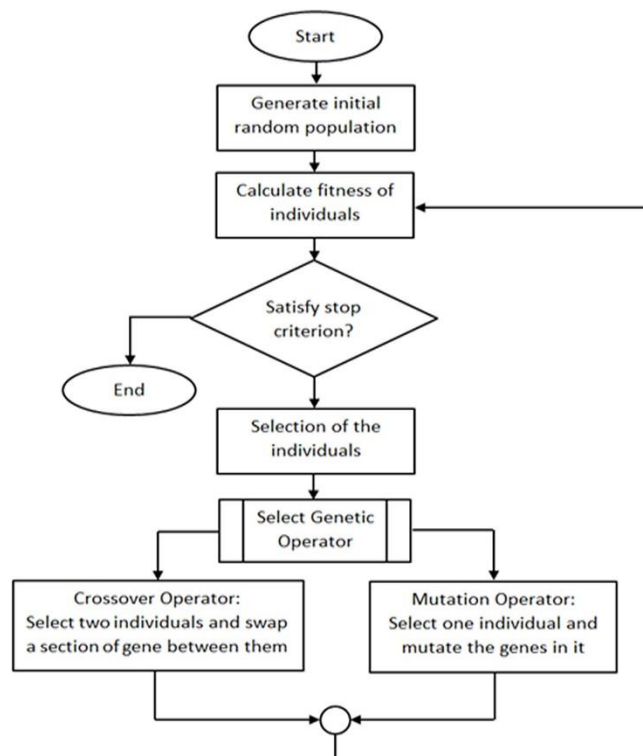 Start
Generate initial
random population
Calculate fitness of
individuals
Satisfy stop
criterion?
End
Selection of the
individuals
Select Genetic
Operator
Crossover Operator:
Select two individuals and swap
a section of gene between them
Mutation Operator:
Select one individual and
mutate the genes in it